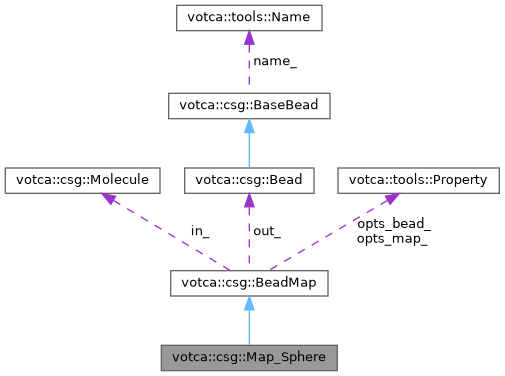 votca::tools::Name
name_
votca::csg::BaseBead
votca::csg::Molecule
votca::csg::Bead
votca::tools::Property
in_
out_
opts_bead_
opts_map_
votca::csg::BeadMap
votca::csg::Map_Sphere